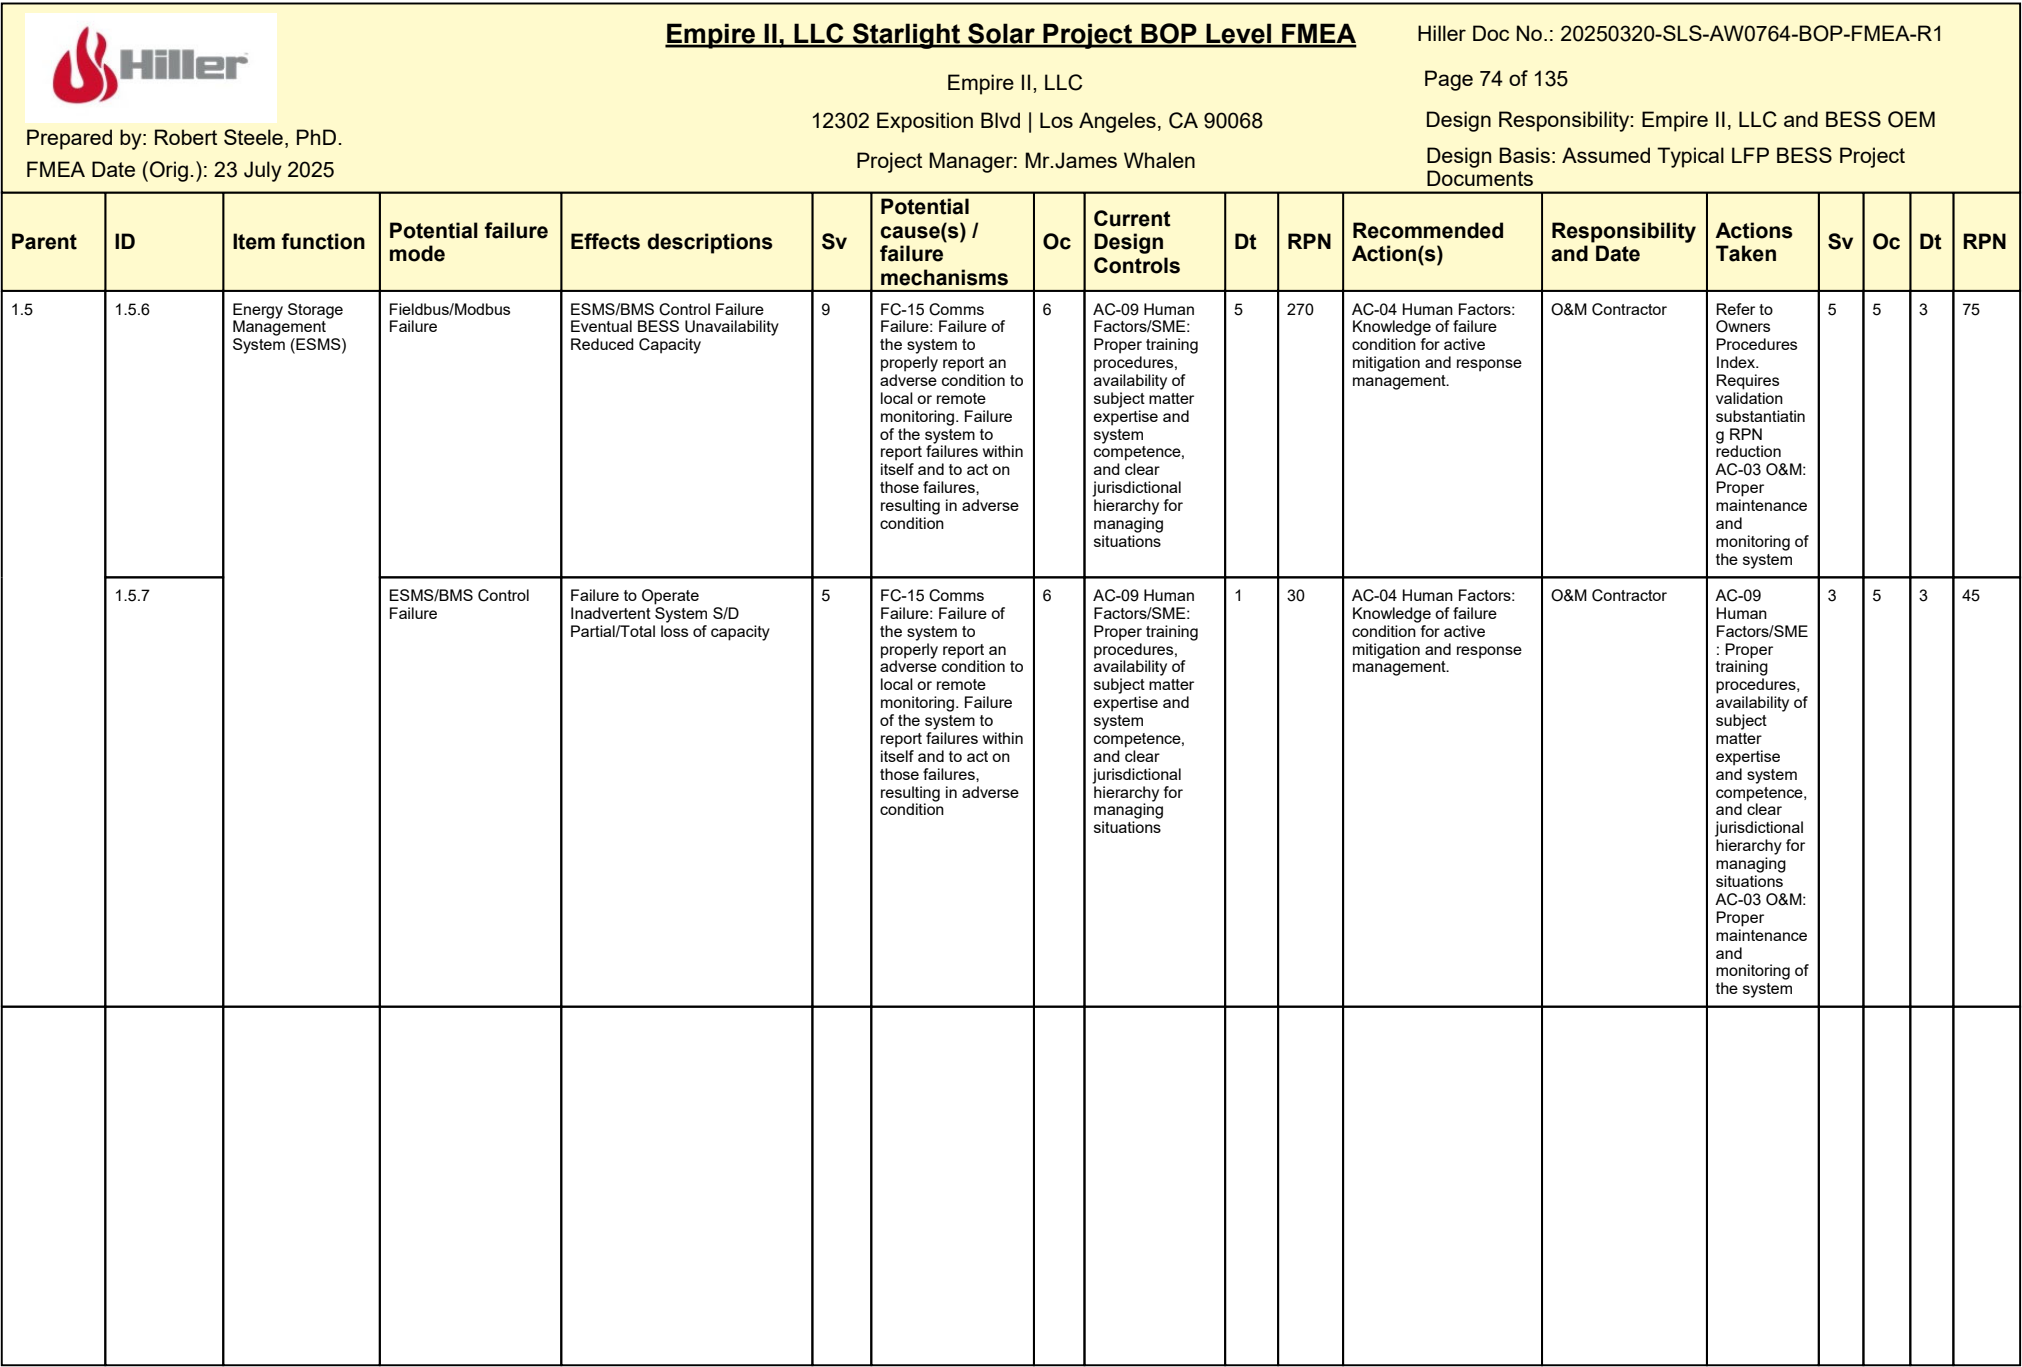 Hiller
Prepared by: Robert Steele, PhD.
FMEA Date (Orig.): 23 July 2025
Empire II, LLC Starlight Solar Project BOP Level FMEA
Empire II, LLC
12302 Exposition Blvd | Los Angeles, CA 90068
Project Manager: Mr.James Whalen
Hiller Doc No.: 20250320-SLS-AW0764-BOP-FMEA-R1
Page 74 of 135
Design Responsibility: Empire II, LLC and BESS OEM
Design Basis: Assumed Typical LFP BESS Project
Documents
Parent
ID
Item function
Potential failure
mode
Effects descriptions
Sv
Potential
cause(s) /
failure
mechanisms
Oc
Current
Design
Controls
Dt
RPN
Recommended
Action(s)
Responsibility
and Date
Actions
Taken
Sv
Oc
Dt
RPN
1.5
1.5.6
Energy Storage
Management
System (ESMS)
Fieldbus/Modbus
Failure
ESMS/BMS Control Failure
Eventual BESS Unavailability
Reduced Capacity
9
FC-15 Comms
Failure: Failure of
the system to
properly report an
adverse condition to
local or remote
monitoring. Failure
of the system to
report failures within
itself and to act on
those failures,
resulting in adverse
condition
6
AC-09 Human
Factors/SME:
Proper training
procedures,
availability of
subject matter
expertise and
system
competence,
and clear
jurisdictional
hierarchy for
managing
situations
5
270
AC-04 Human Factors:
Knowledge of failure
condition for active
mitigation and response
management.
O&M Contractor
Refer to
Owners
Procedures
Index.
Requires
validation
substantiatin
g RPN
reduction
AC-03 O&M:
Proper
maintenance
and
monitoring of
the system
5
5
3
75
1.5.7
ESMS/BMS Control
Failure
Failure to Operate
Inadvertent System S/D
Partial/Total loss of capacity
5
FC-15 Comms
Failure: Failure of
the system to
properly report an
adverse condition to
local or remote
monitoring. Failure
of the system to
report failures within
itself and to act on
those failures,
resulting in adverse
condition
6
AC-09 Human
Factors/SME:
Proper training
procedures,
availability of
subject matter
expertise and
system
competence,
and clear
jurisdictional
hierarchy for
managing
situations
1
30
AC-04 Human Factors:
Knowledge of failure
condition for active
mitigation and response
management.
O&M Contractor
AC-09
Human
Factors/SME
: Proper
training
procedures,
availability of
subject
matter
expertise
and system
competence,
and clear
jurisdictional
hierarchy for
managing
situations
AC-03 O&M:
Proper
maintenance
and
monitoring of
the system
3
5
3
45